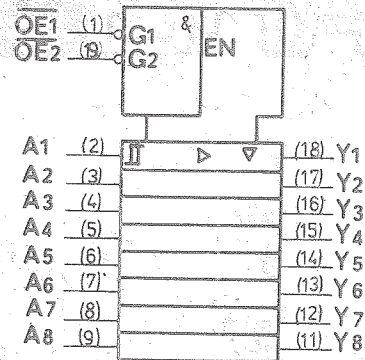 OE1 (1) G1 & EN
OE2 (19) G2
A1 (2) (18) Y1
A2 (3) (17) Y2
A3 (4) (16) Y3
A4 (5) (15) Y4
A5 (6) (14) Y5
A6 (7) (13) Y6
A7 (8) (12) Y7
A8 (9) (11) Y8